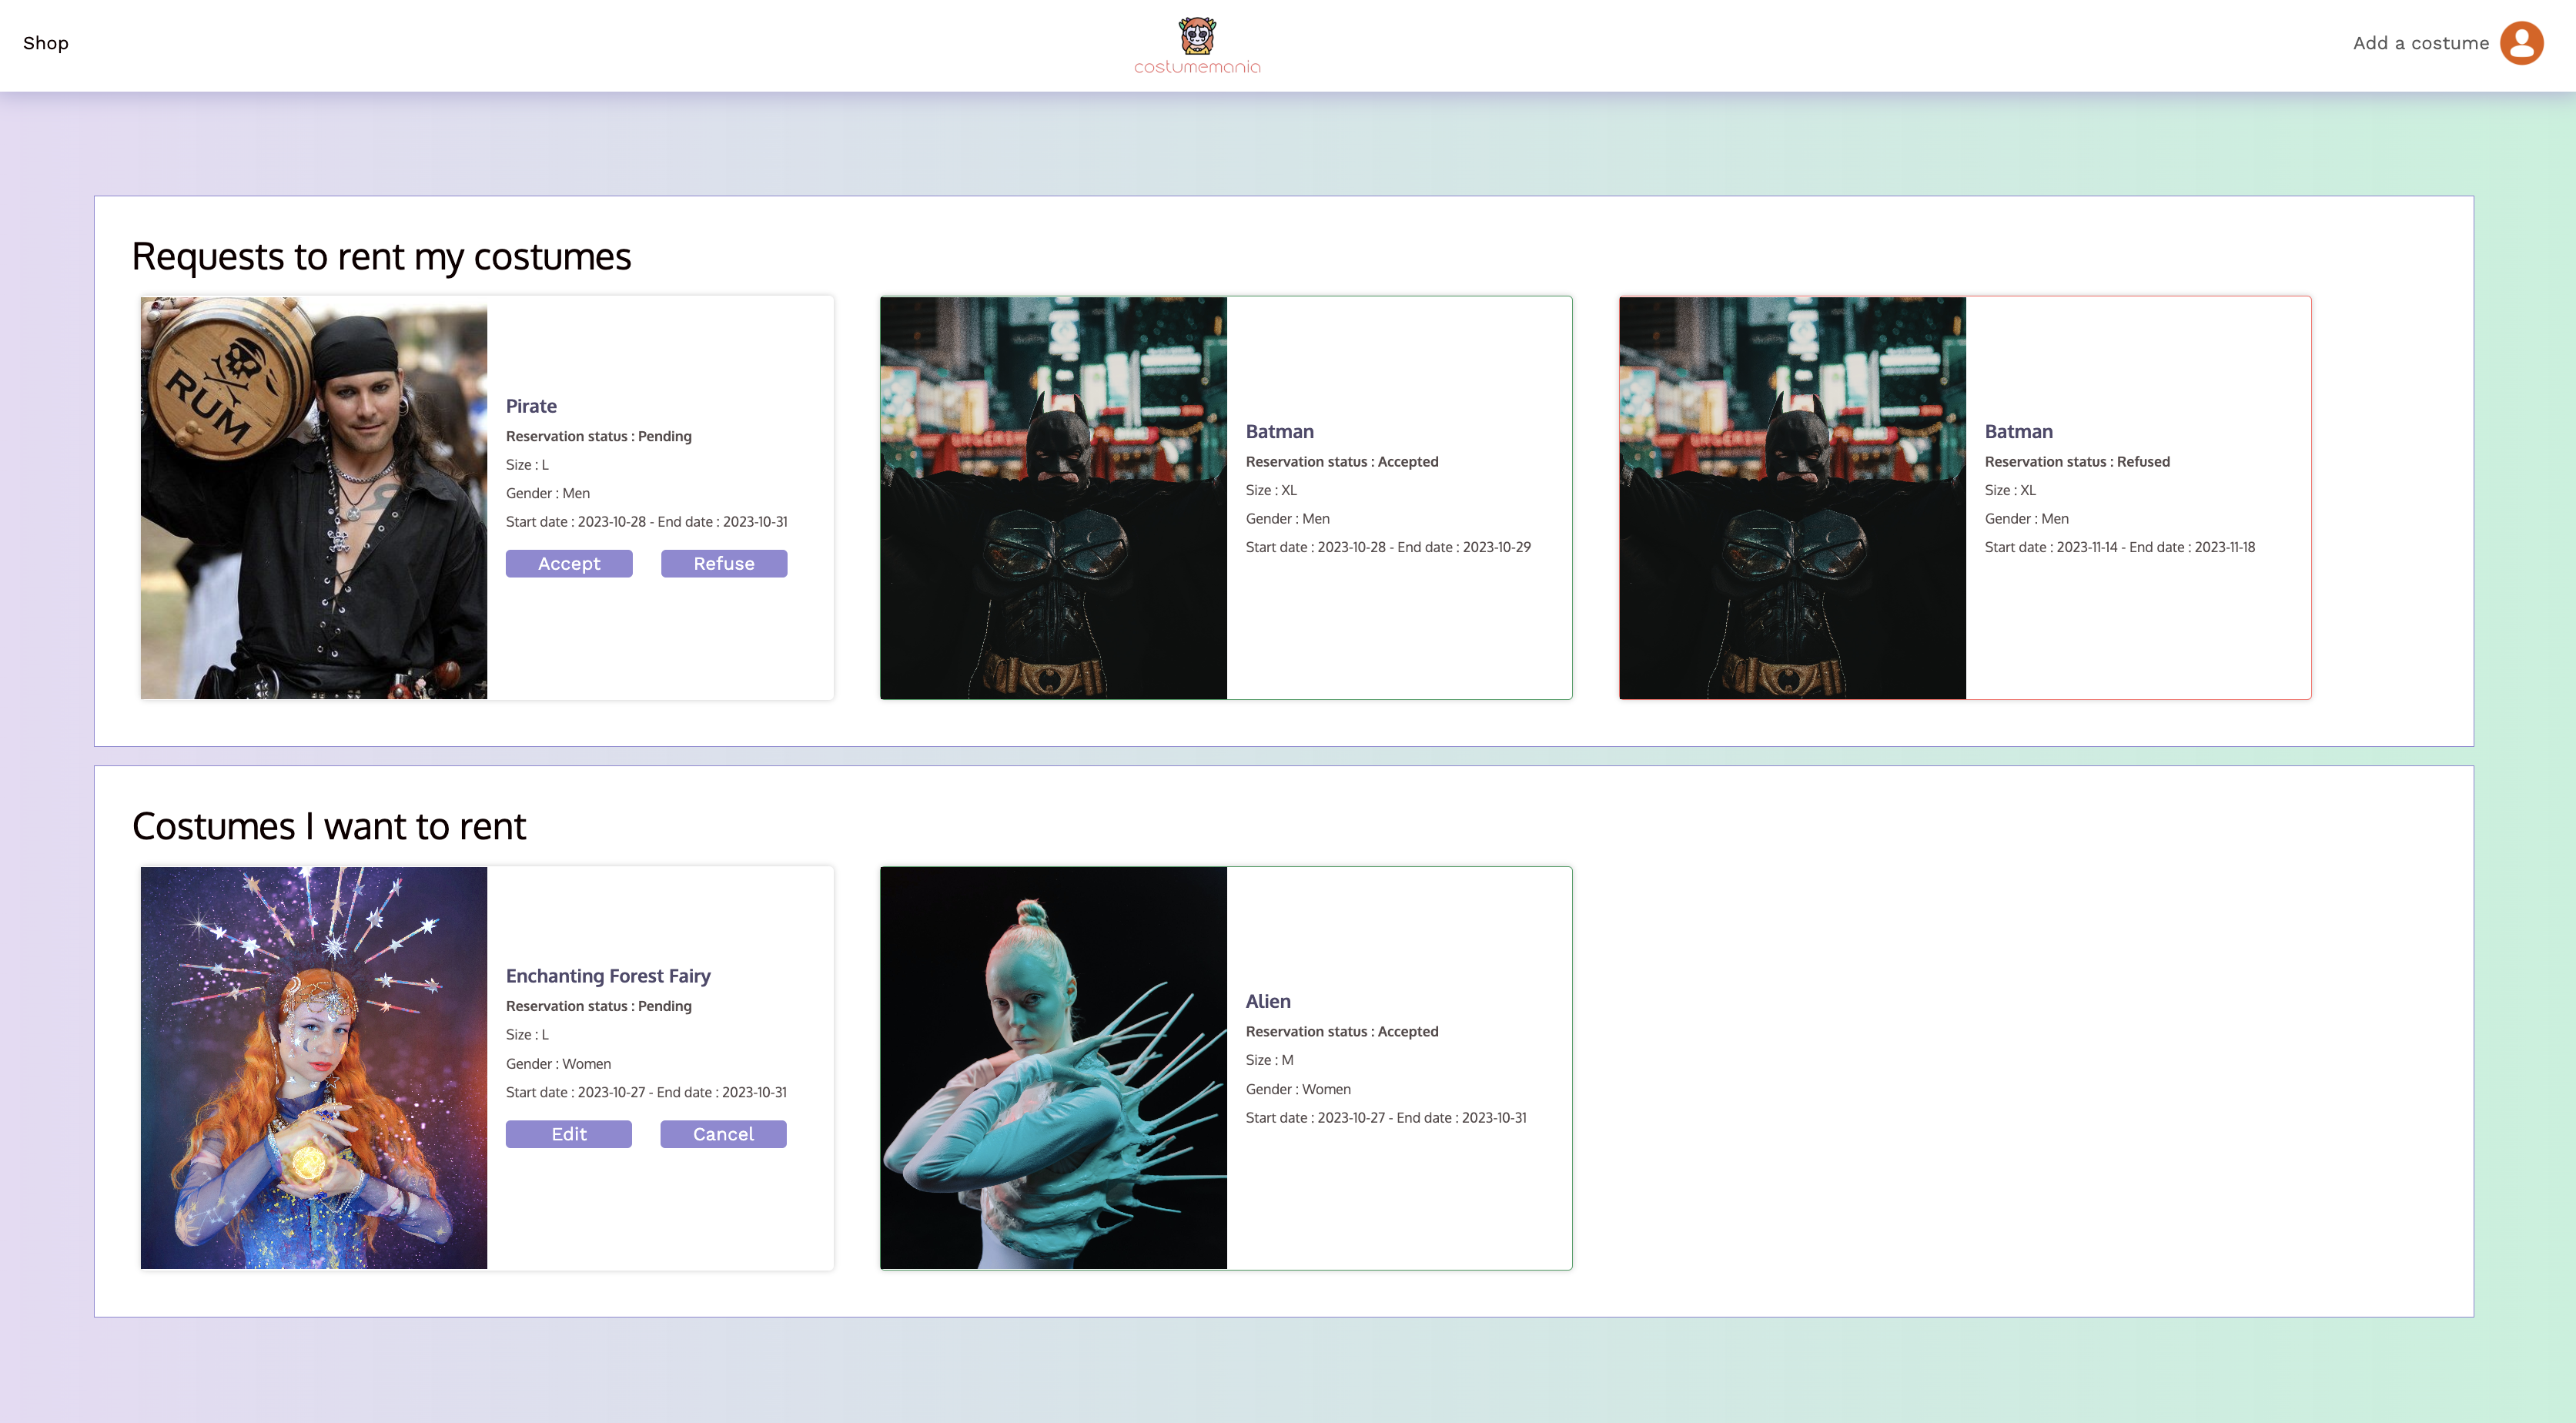 Shop
costumemania
Add a costume
Requests to rent my costumes
RUM
Pirate
Reservation status : Pending
Size : L
Gender : Men
Start date : 2023-10-28 - End date : 2023-10-31
Accept
Refuse
Batman
Reservation status : Accepted
Size : XL
Gender : Men
Start date : 2023-10-28 - End date : 2023-10-29
Batman
Reservation status : Refused
Size : XL
Gender : Men
Start date : 2023-11-14 - End date : 2023-11-18
Costumes I want to rent
Enchanting Forest Fairy
Reservation status : Pending
Size : L
Gender : Women
Start date : 2023-10-27 - End date : 2023-10-31
Edit
Cancel
Alien
Reservation status : Accepted
Size : M
Gender : Women
Start date : 2023-10-27 - End date : 2023-10-31